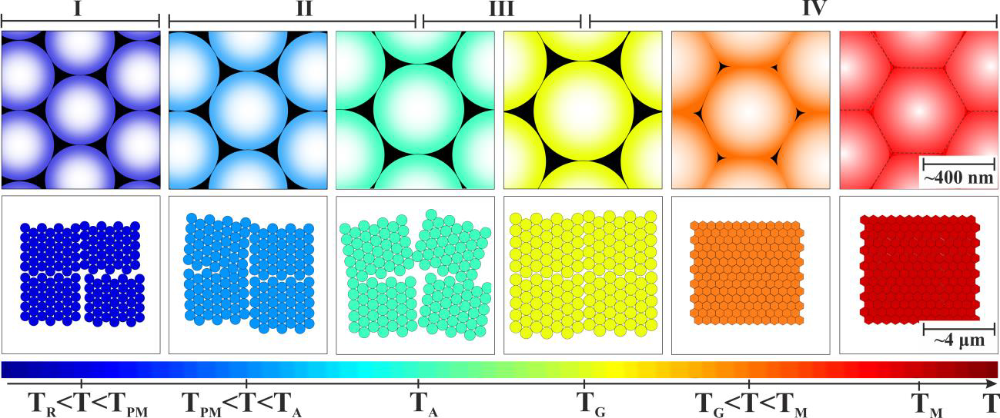 I II III IV
~400 nm
~4 μm
T_R<T<T_PM T_PM<T<T_A T_A T_G T_G<T<T_M T_M T